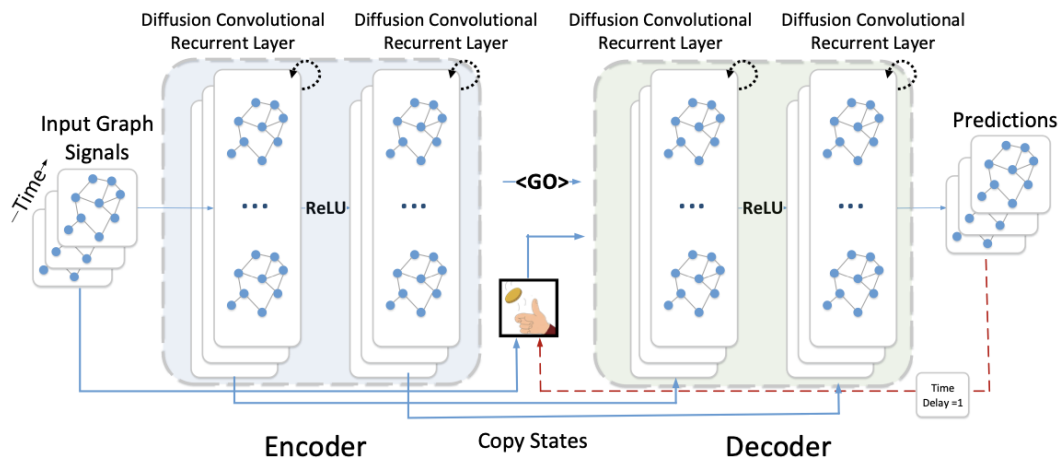 Diffusion Convolutional
Recurrent Layer
Diffusion Convolutional
Recurrent Layer
Diffusion Convolutional
Recurrent Layer
Diffusion Convolutional
Recurrent Layer
Input Graph
Signals
Time
ReLU
<GO>
ReLU
Predictions
Time
Delay =1
Encoder
Copy States
Decoder